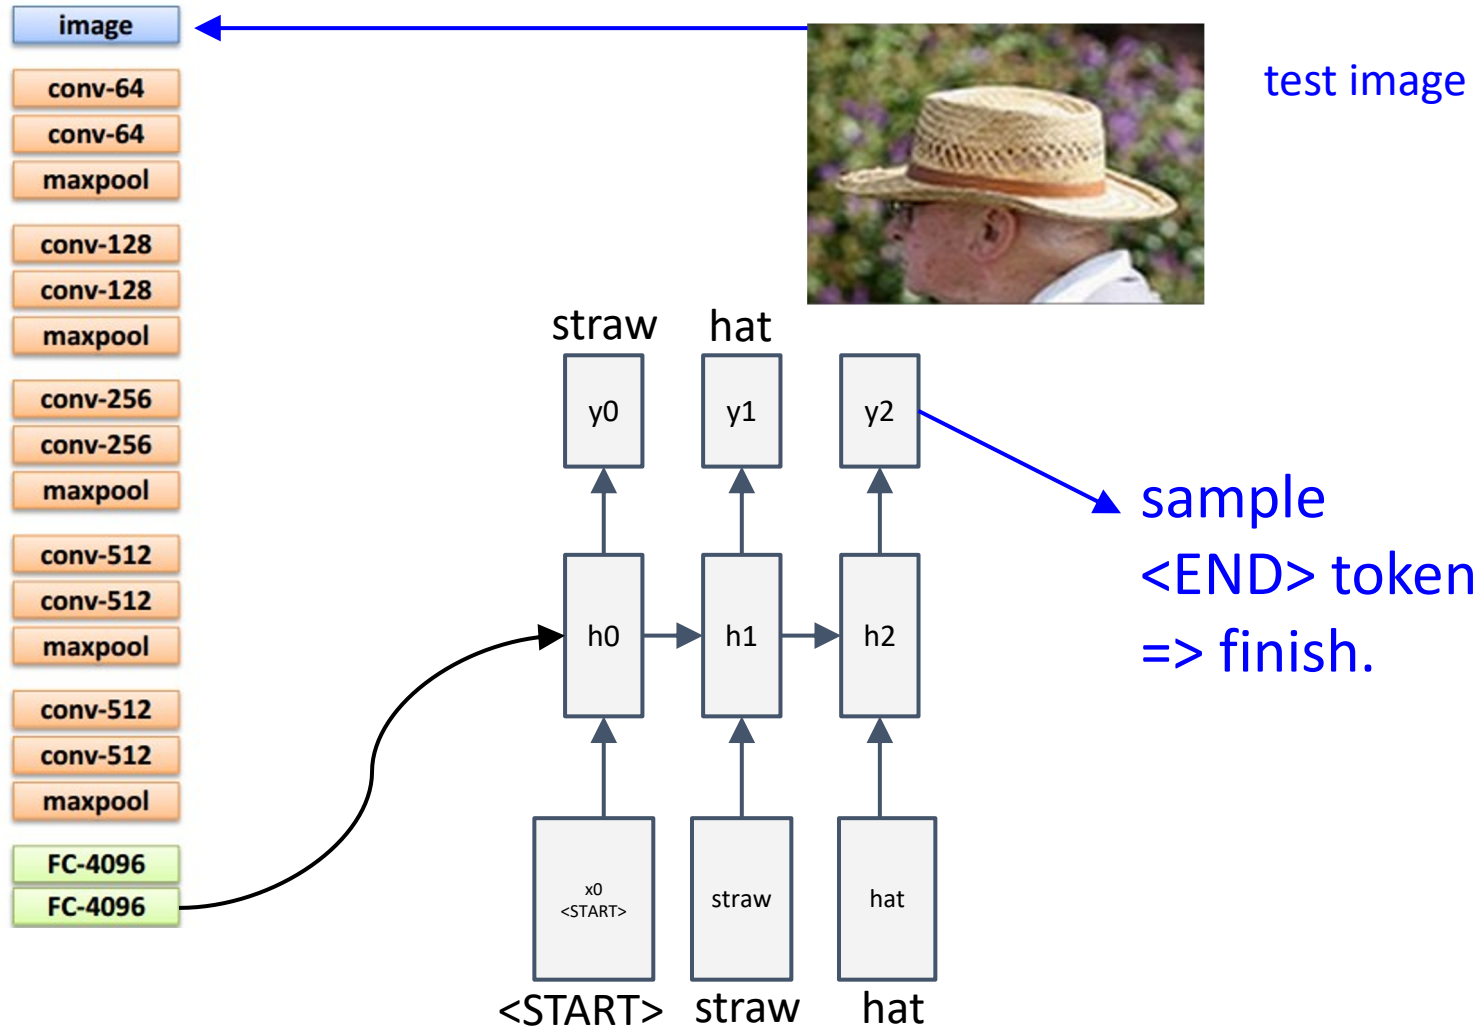 image
conv-64
conv-64
maxpool
conv-128
conv-128
maxpool
conv-256
conv-256
maxpool
conv-512
conv-512
maxpool
conv-512
conv-512
maxpool
FC-4096
FC-4096
test image
straw hat
y0 y1 y2
sample
<END> token
=> finish.
h0 h1 h2
x0
<START>
straw hat
<START> straw hat